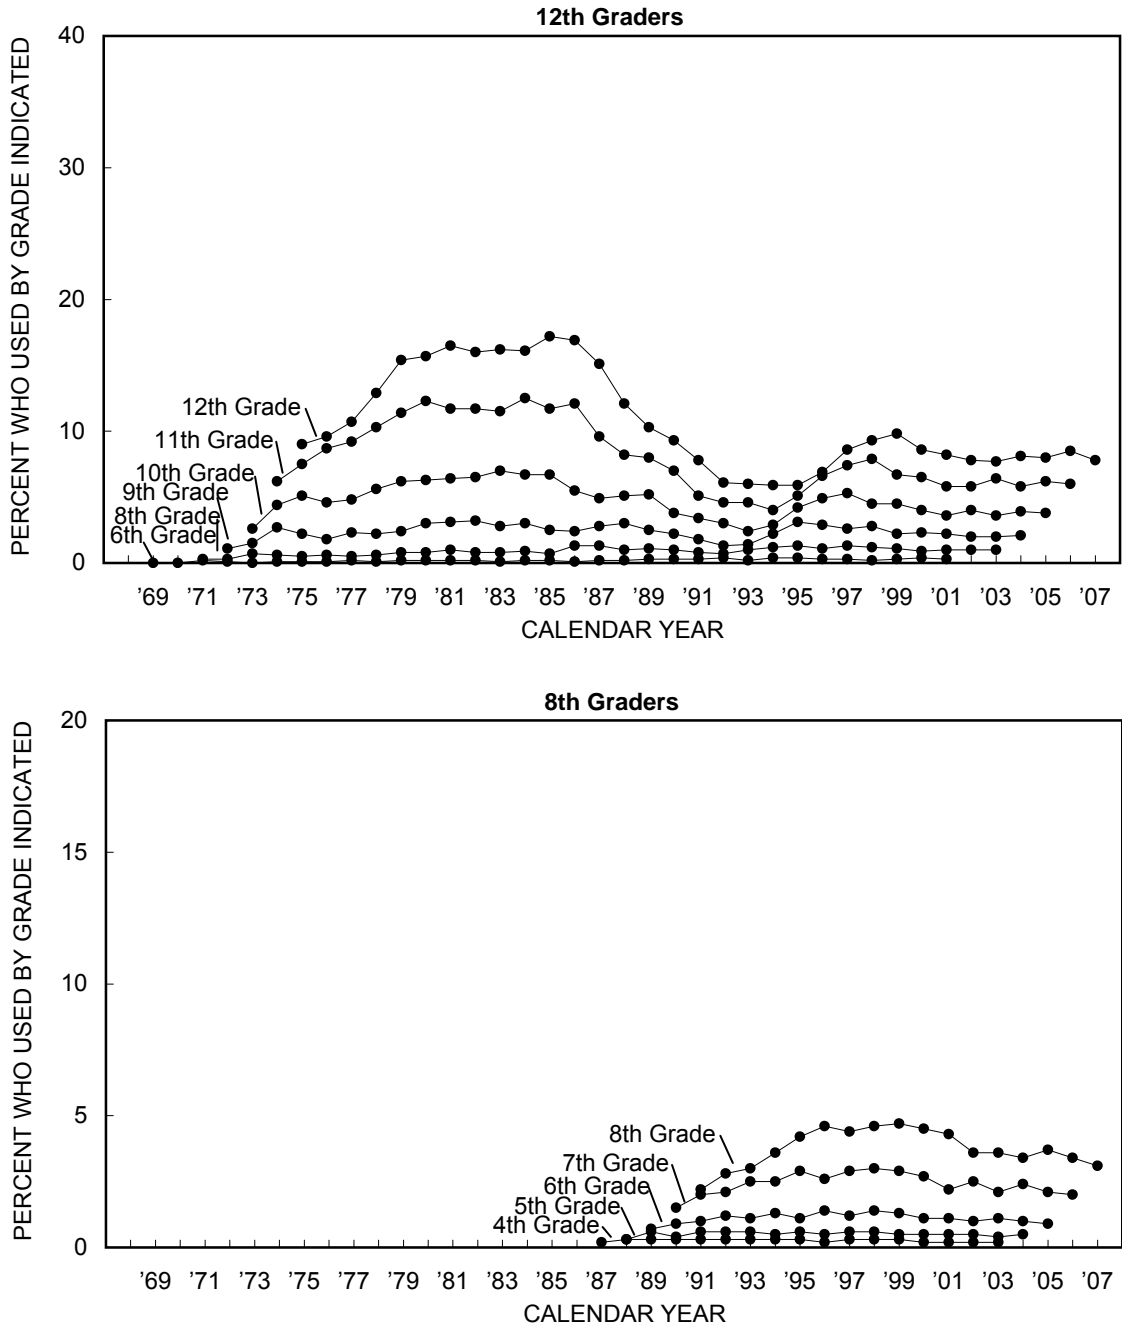 12th Graders
PERCENT WHO USED BY GRADE INDICATED
40
30
20
10
0
12th Grade
11th Grade
10th Grade
9th Grade
8th Grade
6th Grade
’69 ’71 ’73 ’75 ’77 ’79 ’81 ’83 ’85 ’87 ’89 ’91 ’93 ’95 ’97 ’99 ’01 ’03 ’05 ’07
CALENDAR YEAR
8th Graders
PERCENT WHO USED BY GRADE INDICATED
20
15
10
5
0
8th Grade
7th Grade
6th Grade
5th Grade
4th Grade
’69 ’71 ’73 ’75 ’77 ’79 ’81 ’83 ’85 ’87 ’89 ’91 ’93 ’95 ’97 ’99 ’01 ’03 ’05 ’07
CALENDAR YEAR